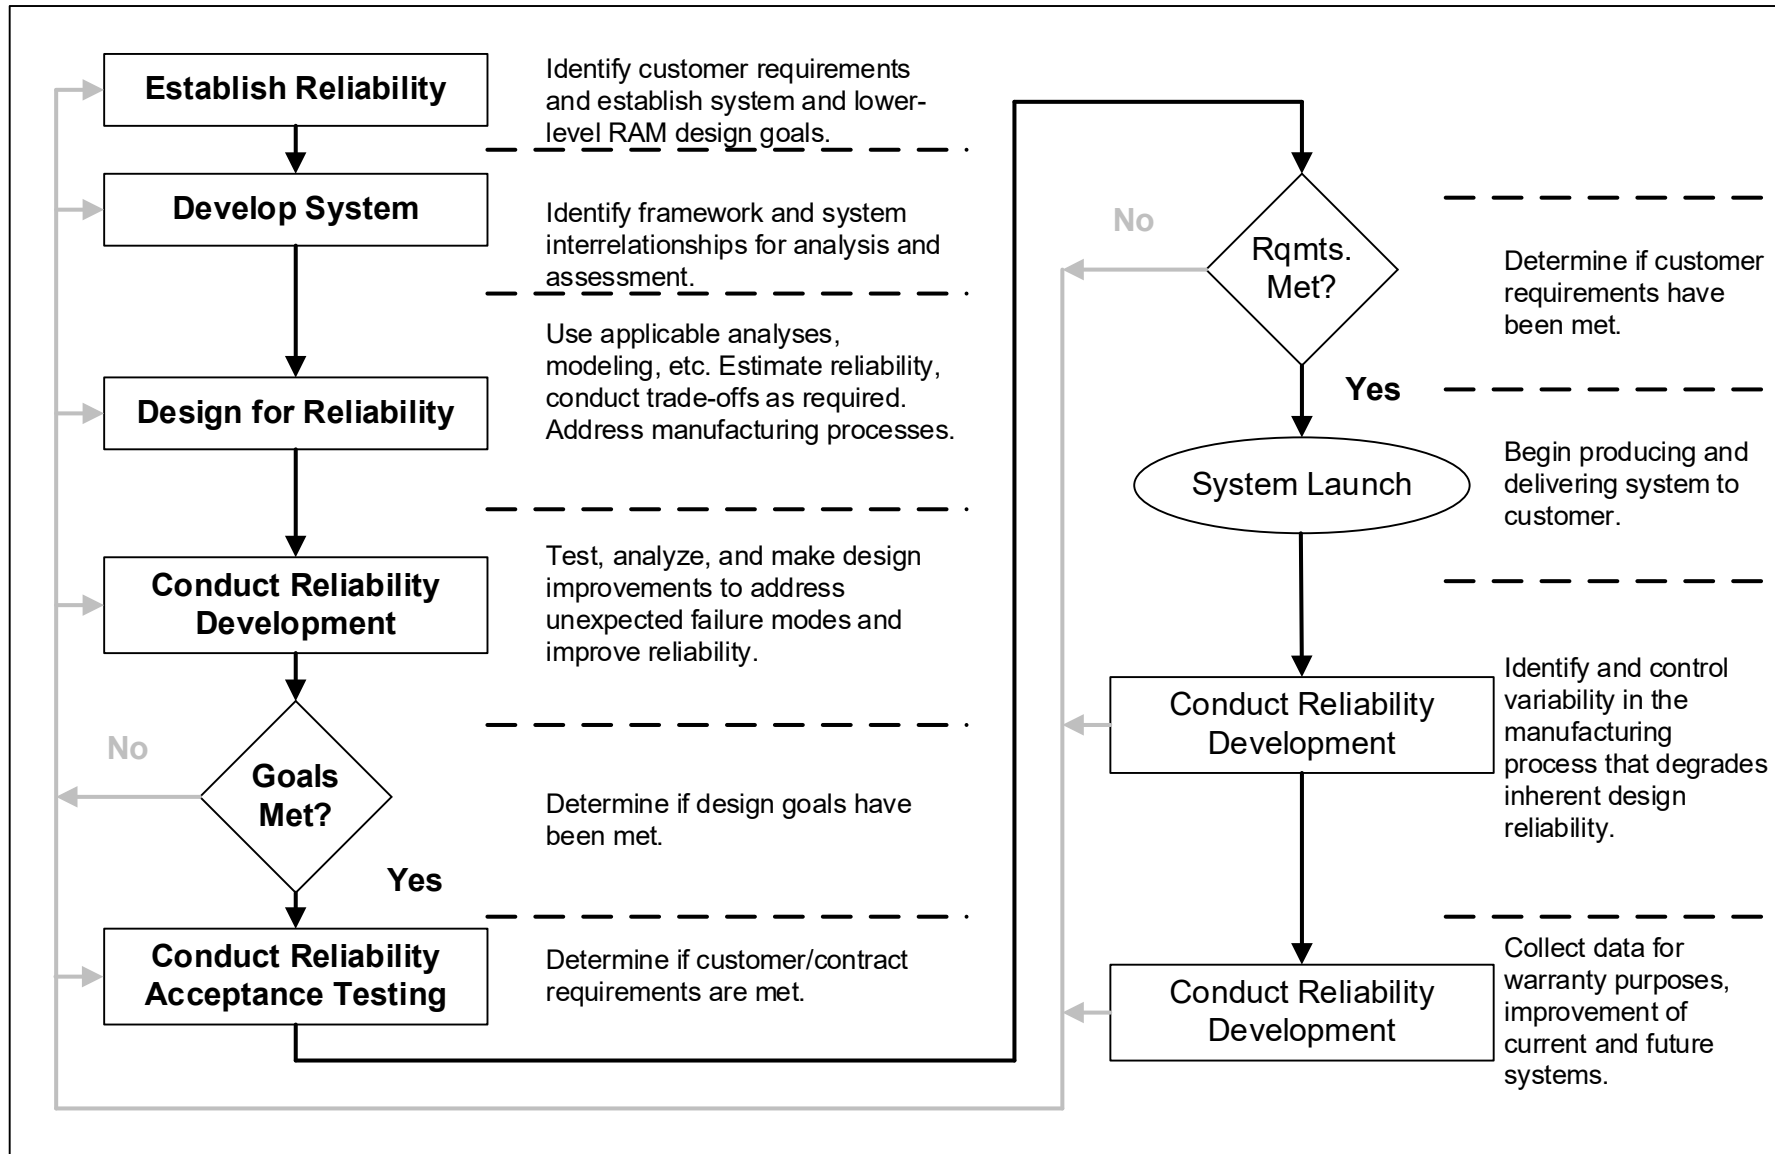 Establish Reliability
Identify customer requirements
and establish system and lower-
level RAM design goals.
Develop System
Identify framework and system
interrelationships for analysis and
assessment.
Design for Reliability
Use applicable analyses,
modeling, etc. Estimate reliability,
conduct trade-offs as required.
Address manufacturing processes.
Conduct Reliability
Development
Test, analyze, and make design
improvements to address
unexpected failure modes and
improve reliability.
No
Goals
Met?
Determine if design goals have
been met.
Yes
Conduct Reliability
Acceptance Testing
Determine if customer/contract
requirements are met.
No
Rqmts.
Met?
Determine if customer
requirements have
been met.
Yes
System Launch
Begin producing and
delivering system to
customer.
Conduct Reliability
Development
Identify and control
variability in the
manufacturing
process that degrades
inherent design
reliability.
Conduct Reliability
Development
Collect data for
warranty purposes,
improvement of
current and future
systems.